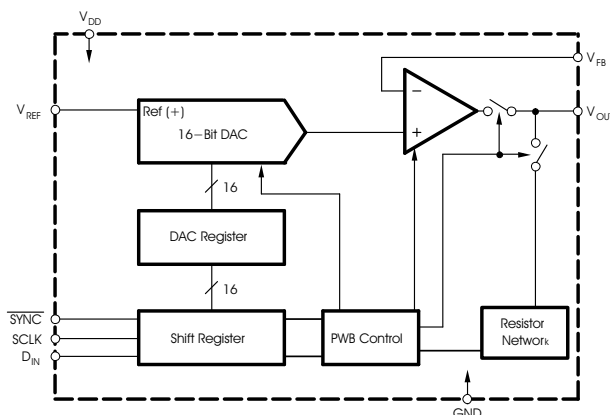 VDD
VFB
VREF
Ref (+)
16–Bit DAC
−
+
VOUT
16
DAC Register
16
SYNC
SCLK
DIN
Shift Register
PWB Control
Resistor
Network
GND